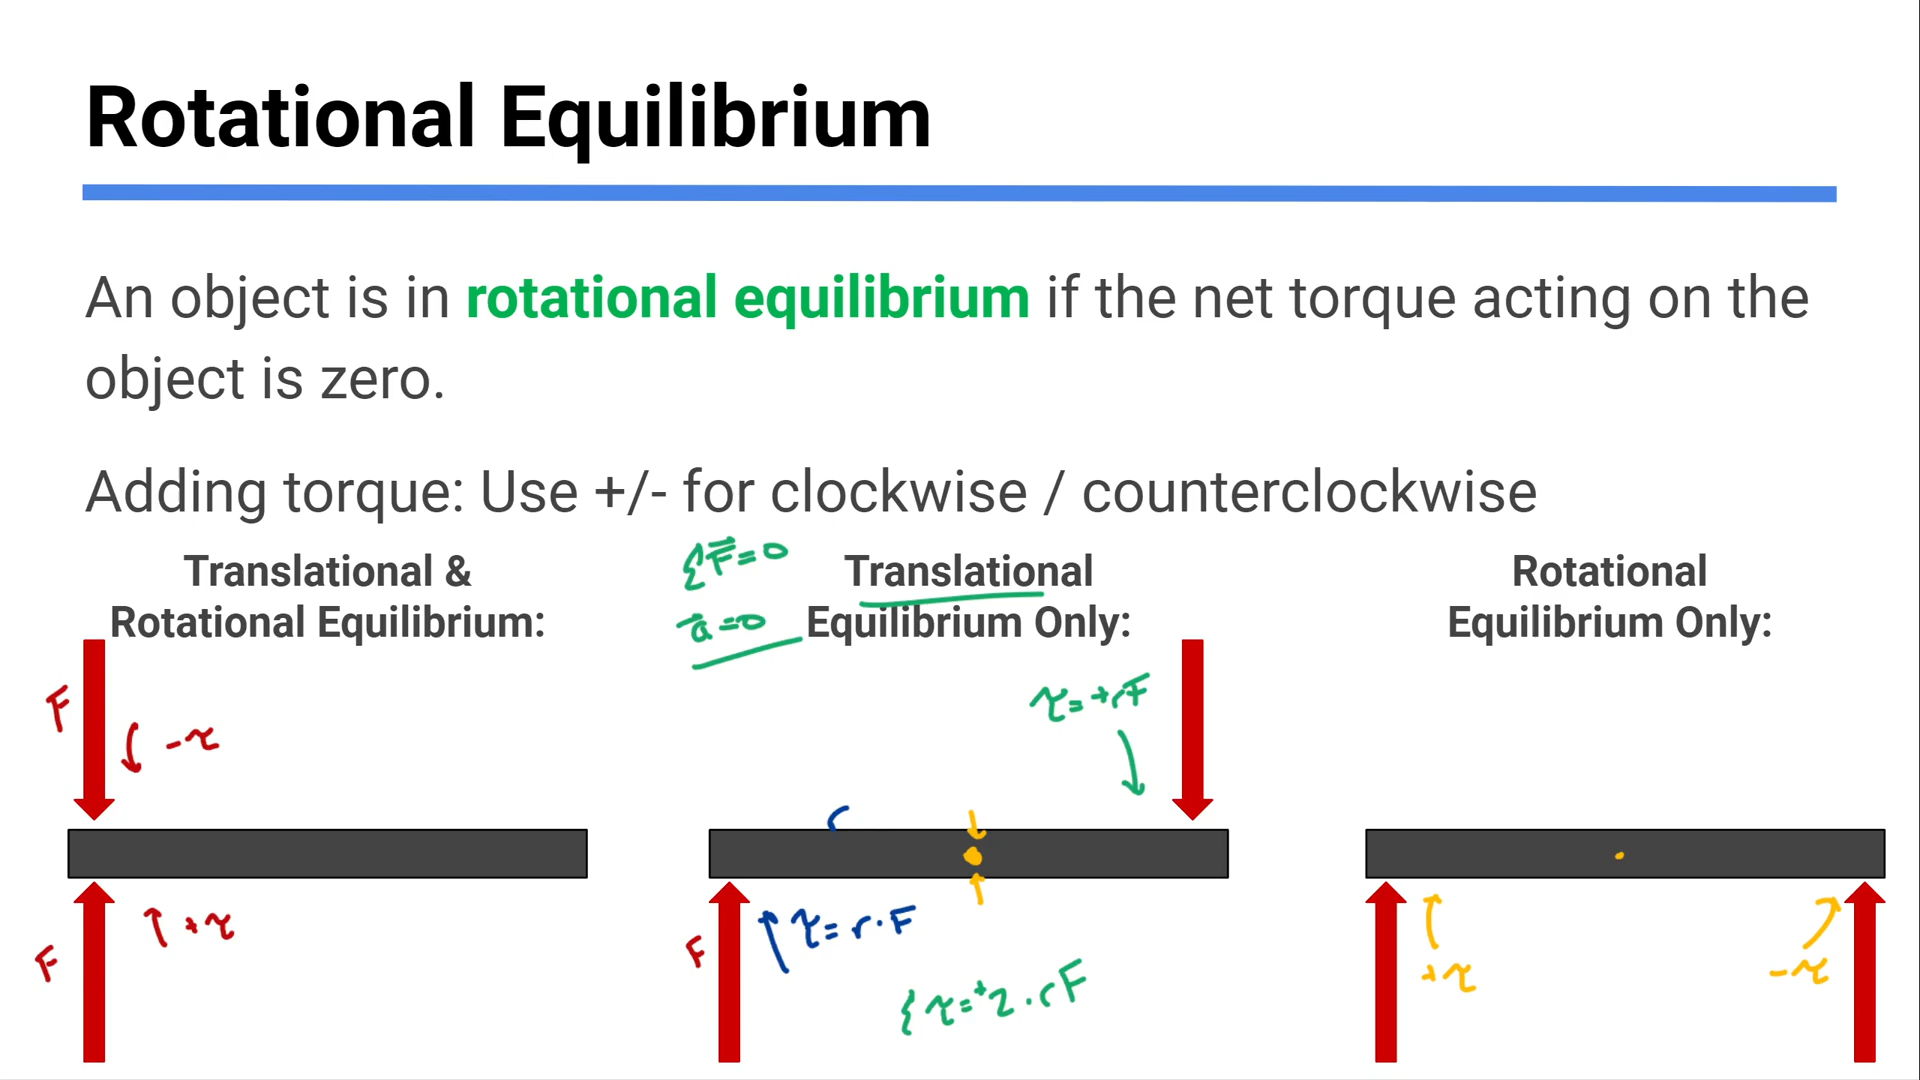 Rotational Equilibrium
An object is in rotational equilibrium if the net torque acting on the
object is zero.
Adding torque: Use +/- for clockwise / counterclockwise
Translational &
Rotational Equilibrium:
F
-τ
+τ
F
ΣF⃗=0
a⃗=0
Translational
Equilibrium Only:
τ=+rF
r
F
τ=r·F
Στ=+2·rF
Rotational
Equilibrium Only:
+τ
-τ